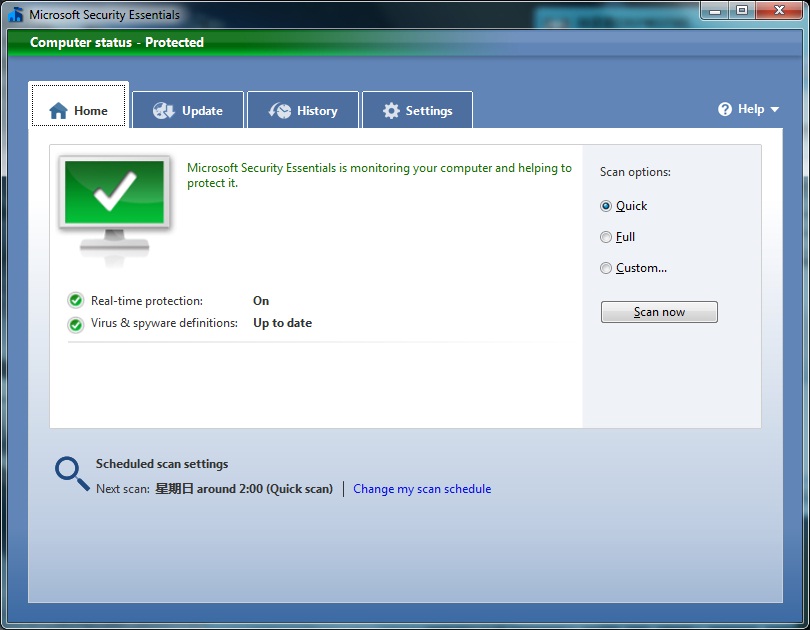 Microsoft Security Essentials
Computer status - Protected
Home
Update
History
Settings
Help
Microsoft Security Essentials is monitoring your computer and helping to
protect it.
Real-time protection: On
Virus & spyware definitions: Up to date
Scan options:
Quick
Full
Custom...
Scan now
Scheduled scan settings
Next scan: 星期日 around 2:00 (Quick scan)
Change my scan schedule